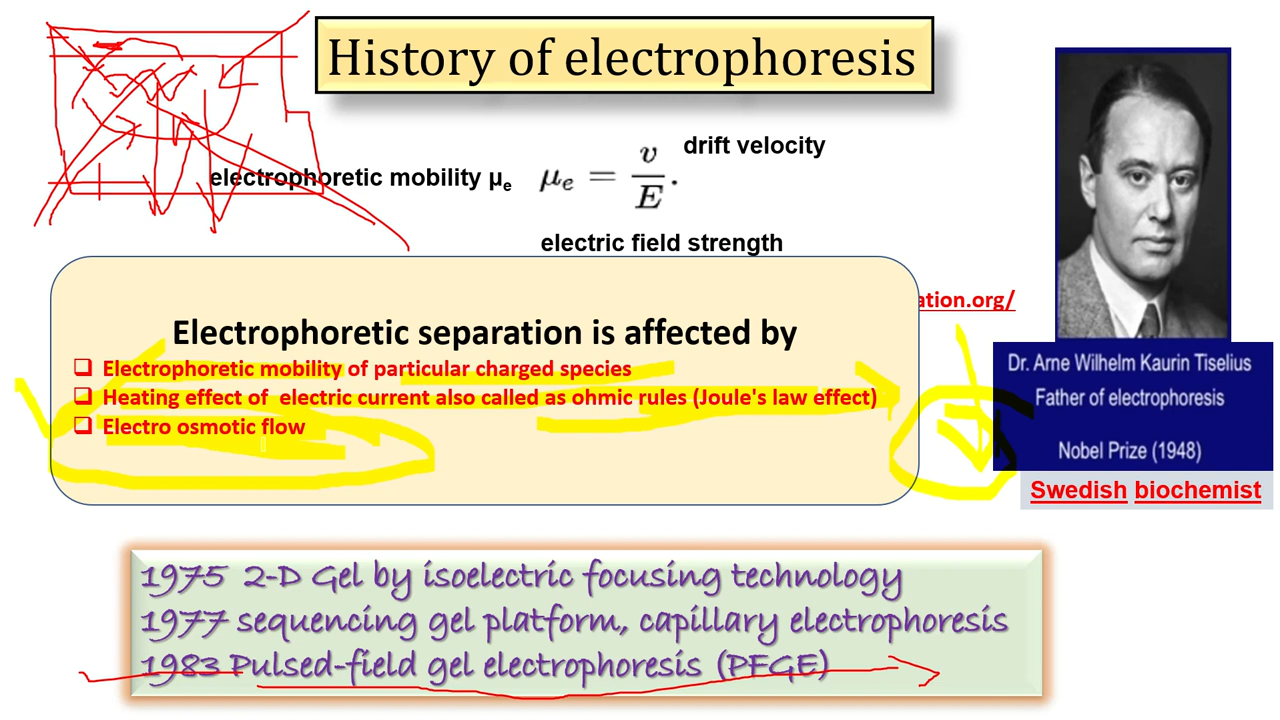 History of electrophoresis
drift velocity
electrophoretic mobility μe
μe = v/E.
electric field strength
ation.org/
Electrophoretic separation is affected by
❑ Electrophoretic mobility of particular charged species
❑ Heating effect of electric current also called as ohmic rules (Joule's law effect)
❑ Electro osmotic flow
Dr. Arne Wilhelm Kaurin Tiselius
Father of electrophoresis
Nobel Prize (1948)
Swedish biochemist
1975 2-D Gel by isoelectric focusing technology
1977 sequencing gel platform, capillary electrophoresis
1983 Pulsed-field gel electrophoresis (PFGE)